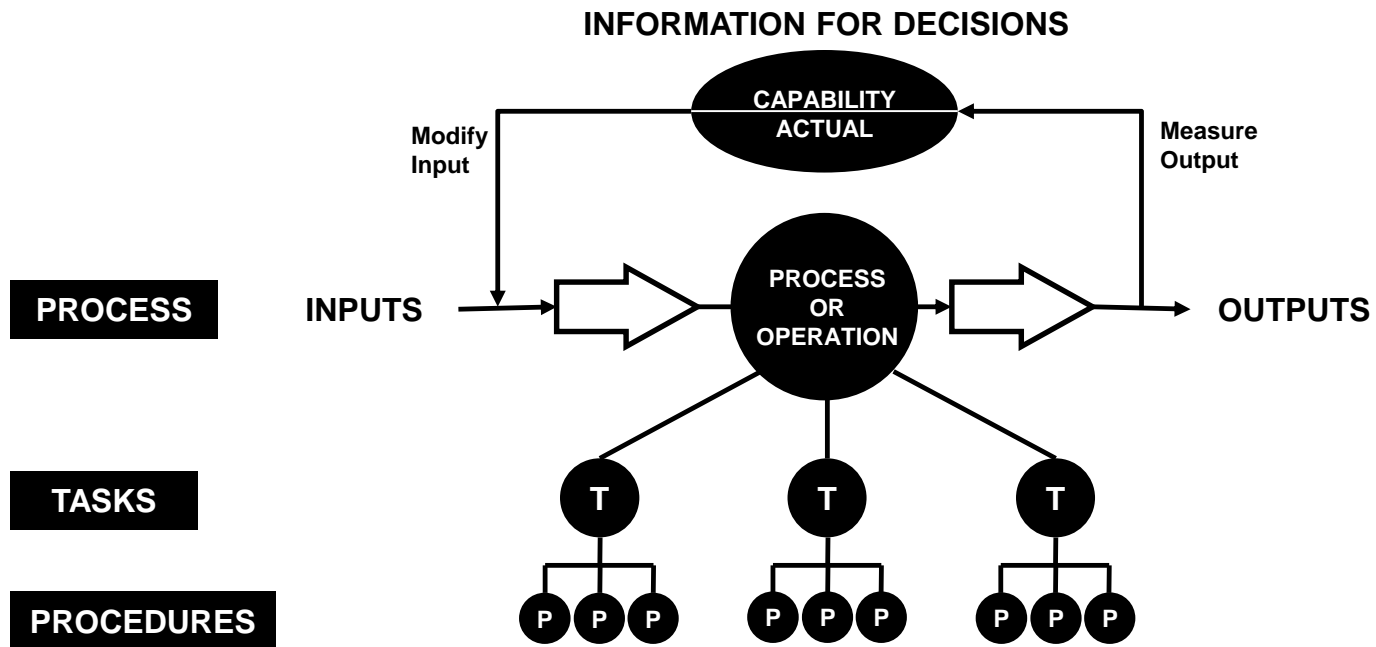 INFORMATION FOR DECISIONS
CAPABILITY
ACTUAL
Modify
Input
Measure
Output
PROCESS
INPUTS
PROCESS
OR
OPERATION
OUTPUTS
TASKS
T
T
T
PROCEDURES
P
P
P
P
P
P
P
P
P